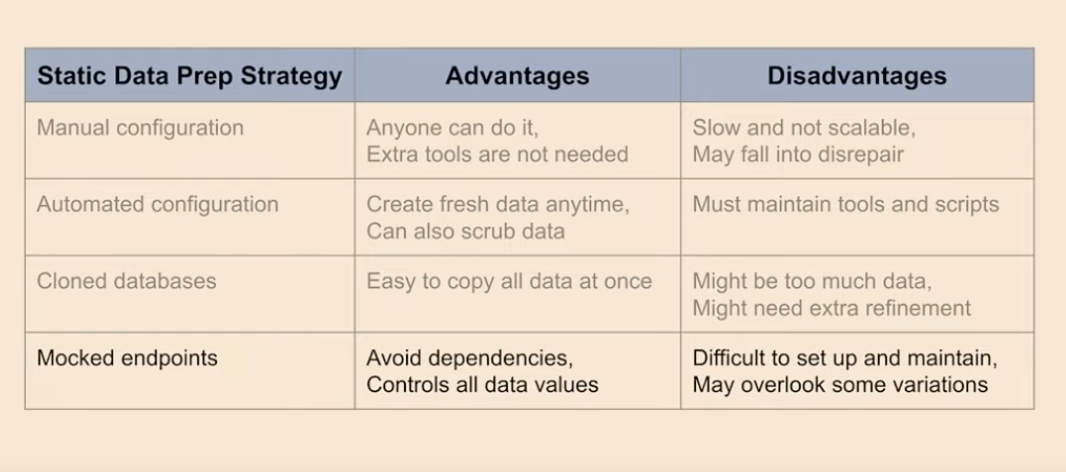 Static Data Prep Strategy Advantages Disadvantages
Manual configuration Anyone can do it, Slow and not scalable,
Extra tools are not needed May fall into disrepair
Automated configuration Create fresh data anytime, Must maintain tools and scripts
Can also scrub data
Cloned databases Easy to copy all data at once Might be too much data,
Might need extra refinement
Mocked endpoints Avoid dependencies, Difficult to set up and maintain,
Controls all data values May overlook some variations